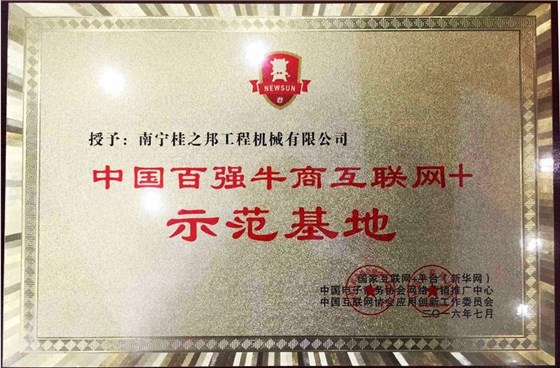 NEWSUN
授予：南宁桂之邦工程机械有限公司
中国百强牛商互联网+
示范基地
国家互联网+平台（新华网）
中国电子商务协会网络营销推广中心
中国互联网协会应用创新工作委员会
二〇一六年七月